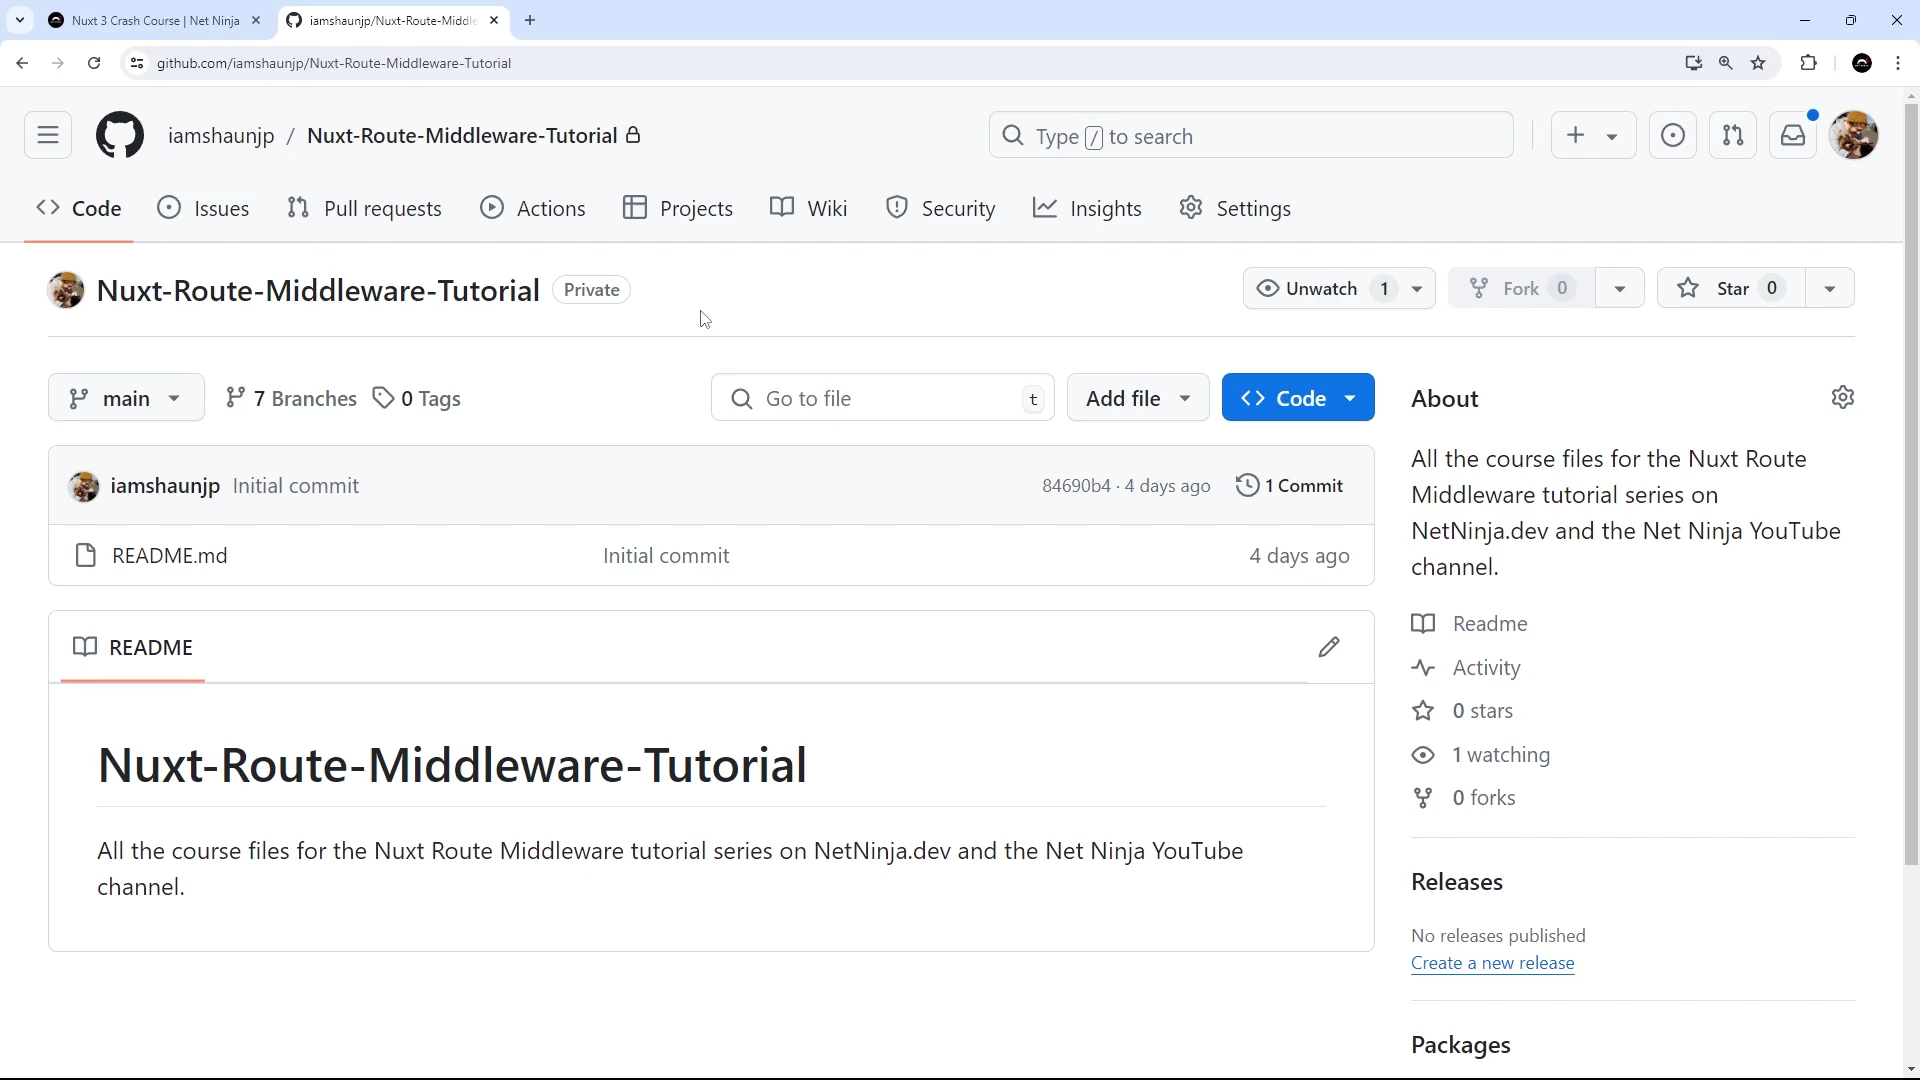 Nuxt 3 Crash Course | Net Ninja
iamshaunjp/Nuxt-Route-Middle
github.com/iamshaunjp/Nuxt-Route-Middleware-Tutorial
iamshaunjp / Nuxt-Route-Middleware-Tutorial
Type / to search
Code
Issues
Pull requests
Actions
Projects
Wiki
Security
Insights
Settings
Nuxt-Route-Middleware-Tutorial
Private
Unwatch 1
Fork 0
Star 0
main
7 Branches
0 Tags
Go to file
t
Add file
Code
iamshaunjp Initial commit
84690b4 · 4 days ago
1 Commit
README.md
Initial commit
4 days ago
README
Nuxt-Route-Middleware-Tutorial
All the course files for the Nuxt Route Middleware tutorial series on NetNinja.dev and the Net Ninja YouTube
channel.
About
All the course files for the Nuxt Route
Middleware tutorial series on
NetNinja.dev and the Net Ninja YouTube
channel.
Readme
Activity
0 stars
1 watching
0 forks
Releases
No releases published
Create a new release
Packages